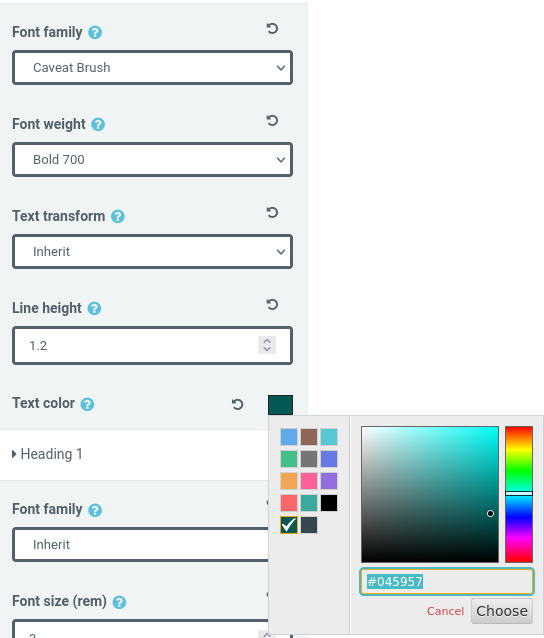 Font family ?
Caveat Brush
Font weight ?
Bold 700
Text transform ?
Inherit
Line height ?
1.2
Text color ?
Heading 1
Font family ?
Inherit
#045957
Font size (rem) ?
Cancel Choose